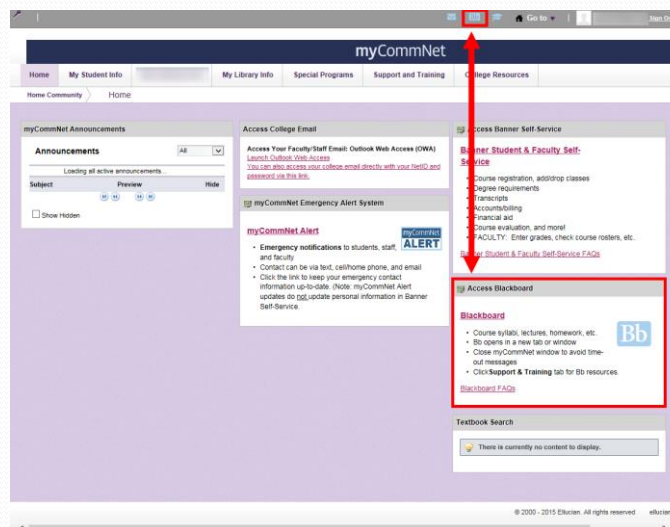 Go to
Sign Out
myCommNet
Home
My Student Info
My Library Info
Special Programs
Support and Training
College Resources
Home Community
Home
myCommNet Announcements
Announcements
All
Loading all active announcements...
Subject
Preview
Hide
Show Hidden
Access College Email
Access Your Faculty/Staff Email: Outlook Web Access (OWA)
Launch Outlook Web Access
You can also access your college email directly with your NetID and
password via this link.
myCommNet Emergency Alert System
myCommNet Alert
myCommNet
ALERT
• Emergency notifications to students, staff,
and faculty
• Contact can be via text, cell/home phone, and email
• Click the link to keep your emergency contact
information up-to-date. (Note: myCommNet Alert
updates do not update personal information in Banner
Self-Service.
Access Banner Self-Service
Banner Student & Faculty Self-
Service
• Course registration, add/drop classes
• Degree requirements
• Transcripts
• Accounts/billing
• Financial aid
• Course evaluation, and more!
• FACULTY: Enter grades, check course rosters, etc.
Banner Student & Faculty Self-Service FAQs
Access Blackboard
Blackboard
Bb
• Course syllabi, lectures, homework, etc.
• Bb opens in a new tab or window
• Close myCommNet window to avoid time-
out messages
• ClickSupport & Training tab for Bb resources.
Blackboard FAQs
Textbook Search
There is currently no content to display.
© 2000 - 2015 Ellucian. All rights reserved